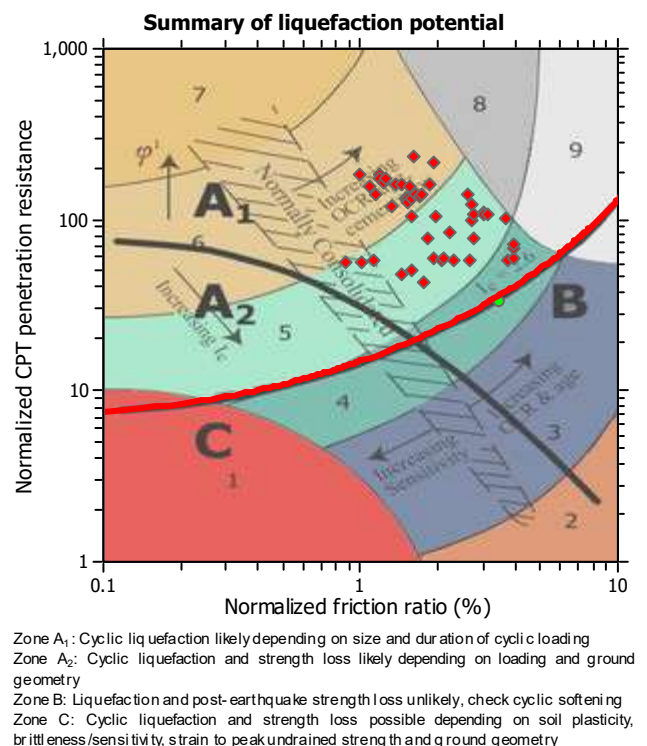 Summary of liquefaction potential
1,000
100
10
1
Normalized CPT penetration resistance
7
8
9
φ'
A1
Increasing
OCR
cemen
Normally Consolidated
6
A2
Increasing Ic
5
Ic = 2.6
B
4
Increasing
OCR & age
3
C
1
Increasing
Sensitivity
2
0.1
1
10
Normalized friction ratio (%)
Zone A1: Cyclic liquefaction likely depending on size and duration of cyclic loading
Zone A2: Cyclic liquefaction and strength loss likely depending on loading and ground
geometry
Zone B: Liquefaction and post-earthquake strength loss unlikely, check cyclic softening
Zone C: Cyclic liquefaction and strength loss possible depending on soil plasticity,
brittleness/sensitivity, strain to peak undrained strength and ground geometry